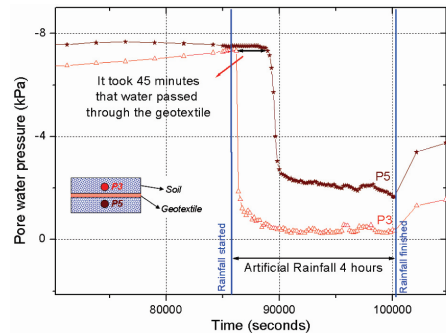 -8
-4
0
Pore water pressure (kPa)
It took 45 minutes
that water passed
through the geotextile
P3
P5
Soil
Geotextile
Rainfall started
P5
P3
Artificial Rainfall 4 hours
Rainfall finished
80000
90000
100000
Time (seconds)